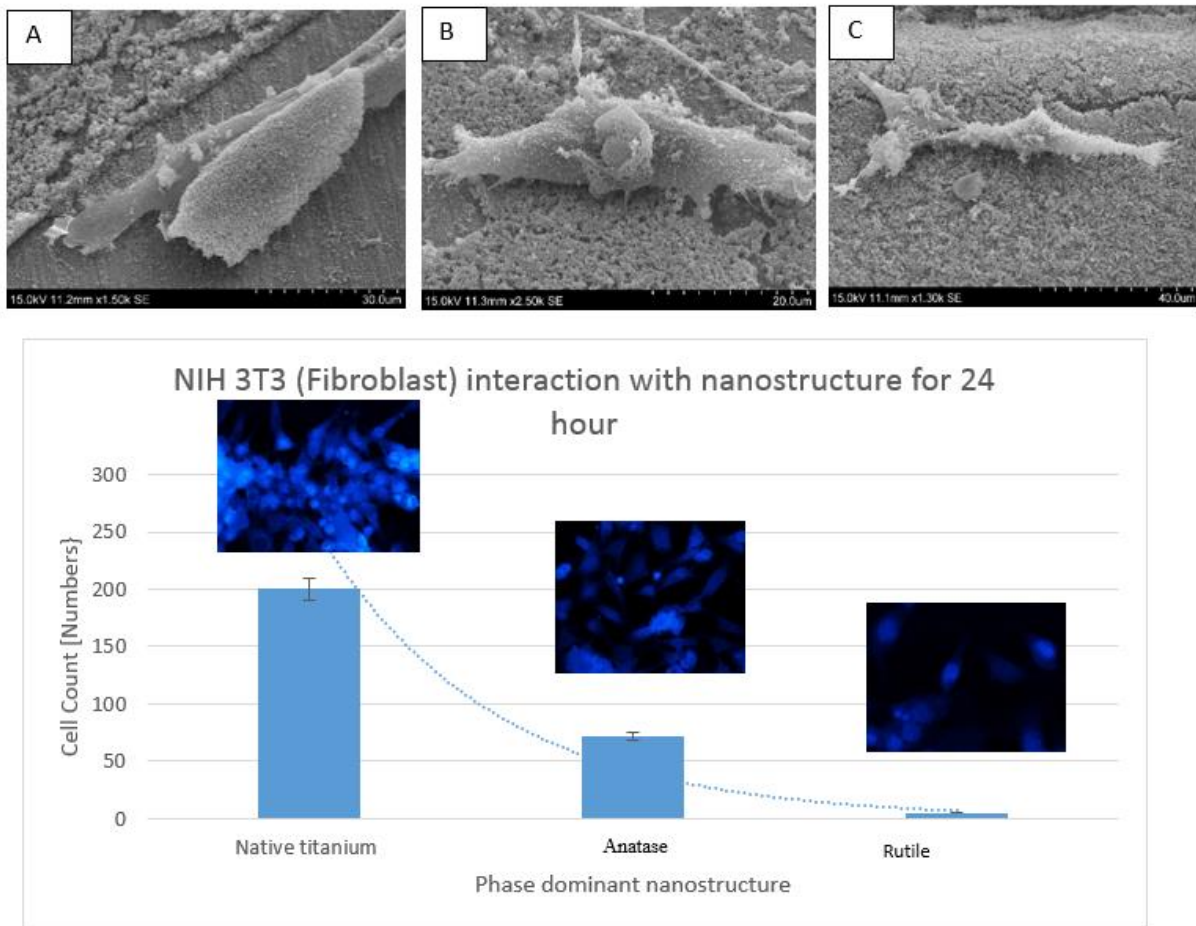 A
B
C
15.0kV 11.2mm x1.50k SE 30.0um
15.0kV 11.3mm x2.50k SE 20.0um
15.0kV 11.1mm x1.30k SE 40.0um
NIH 3T3 (Fibroblast) interaction with nanostructure for 24
hour
Cell Count [Numbers}
300
250
200
150
100
50
0
Native titanium
Anatase
Rutile
Phase dominant nanostructure